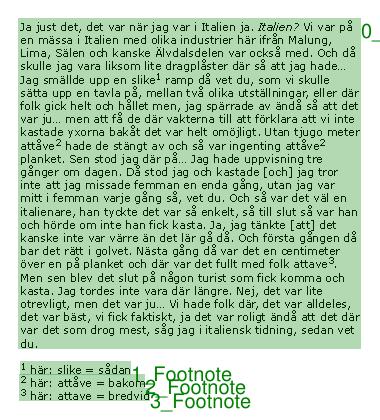 Ja just det, det var när jag var i Italien ja. Italien? Vi var på
en mässa i Italien med olika industrier här ifrån Malung,
Lima, Sälen och kanske Älvdalsdelen var också med. Och då
skulle jag vara liksom lite dragplåster där så att jag hade...
Jag smällde upp en slike¹ ramp då vet du, som vi skulle
sätta upp en tavla på, mellan två olika utställningar, eller där
folk gick helt och hållet men, jag spärrade av ändå så att det
var ju... men att få de där vakterna till att förklara att vi inte
kastade yxorna bakåt det var helt omöjligt. Utan tjugo meter
attåve² hade de stängt av och så var ingenting attåve²
planket. Sen stod jag där på... Jag hade uppvisning tre
gånger om dagen. Då stod jag och kastade [och] jag tror
inte att jag missade femman en enda gång, utan jag var
mitt i femman varje gång så, vet du. Och så var det väl en
italienare, han tyckte det var så enkelt, så till slut så var han
och hörde om inte han fick kasta. Ja, jag tänkte [att] det
kanske inte var värre än det lär gå då. Och första gången då
bar det rätt i golvet. Nästa gång då var det en centimeter
över en på planket och där var det fullt med folk attave³.
Men sen blev det slut på någon turist som fick komma och
kasta. Jag tordes inte vara där längre. Nej, det var lite
otrevligt, men det var ju... Vi hade folk där, det var alldeles,
det var bäst, vi fick faktiskt, ja det var roligt ändå att det där
var det som drog mest, såg jag i italiensk tidning, sedan vet
du.
¹ här: slike = sådan
² här: attåve = bakom
³ här: attave = bredvid
0_
1_Footnote
2_Footnote
3_Footnote